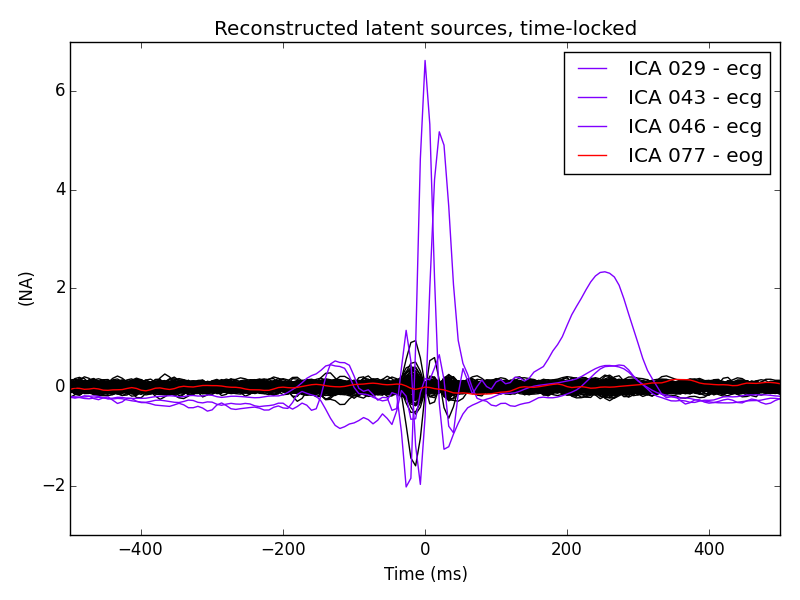 Reconstructed latent sources, time-locked
ICA 029 - ecg
ICA 043 - ecg
ICA 046 - ecg
ICA 077 - eog
6
4
2
0
−2
(NA)
−400
−200
0
200
400
Time (ms)